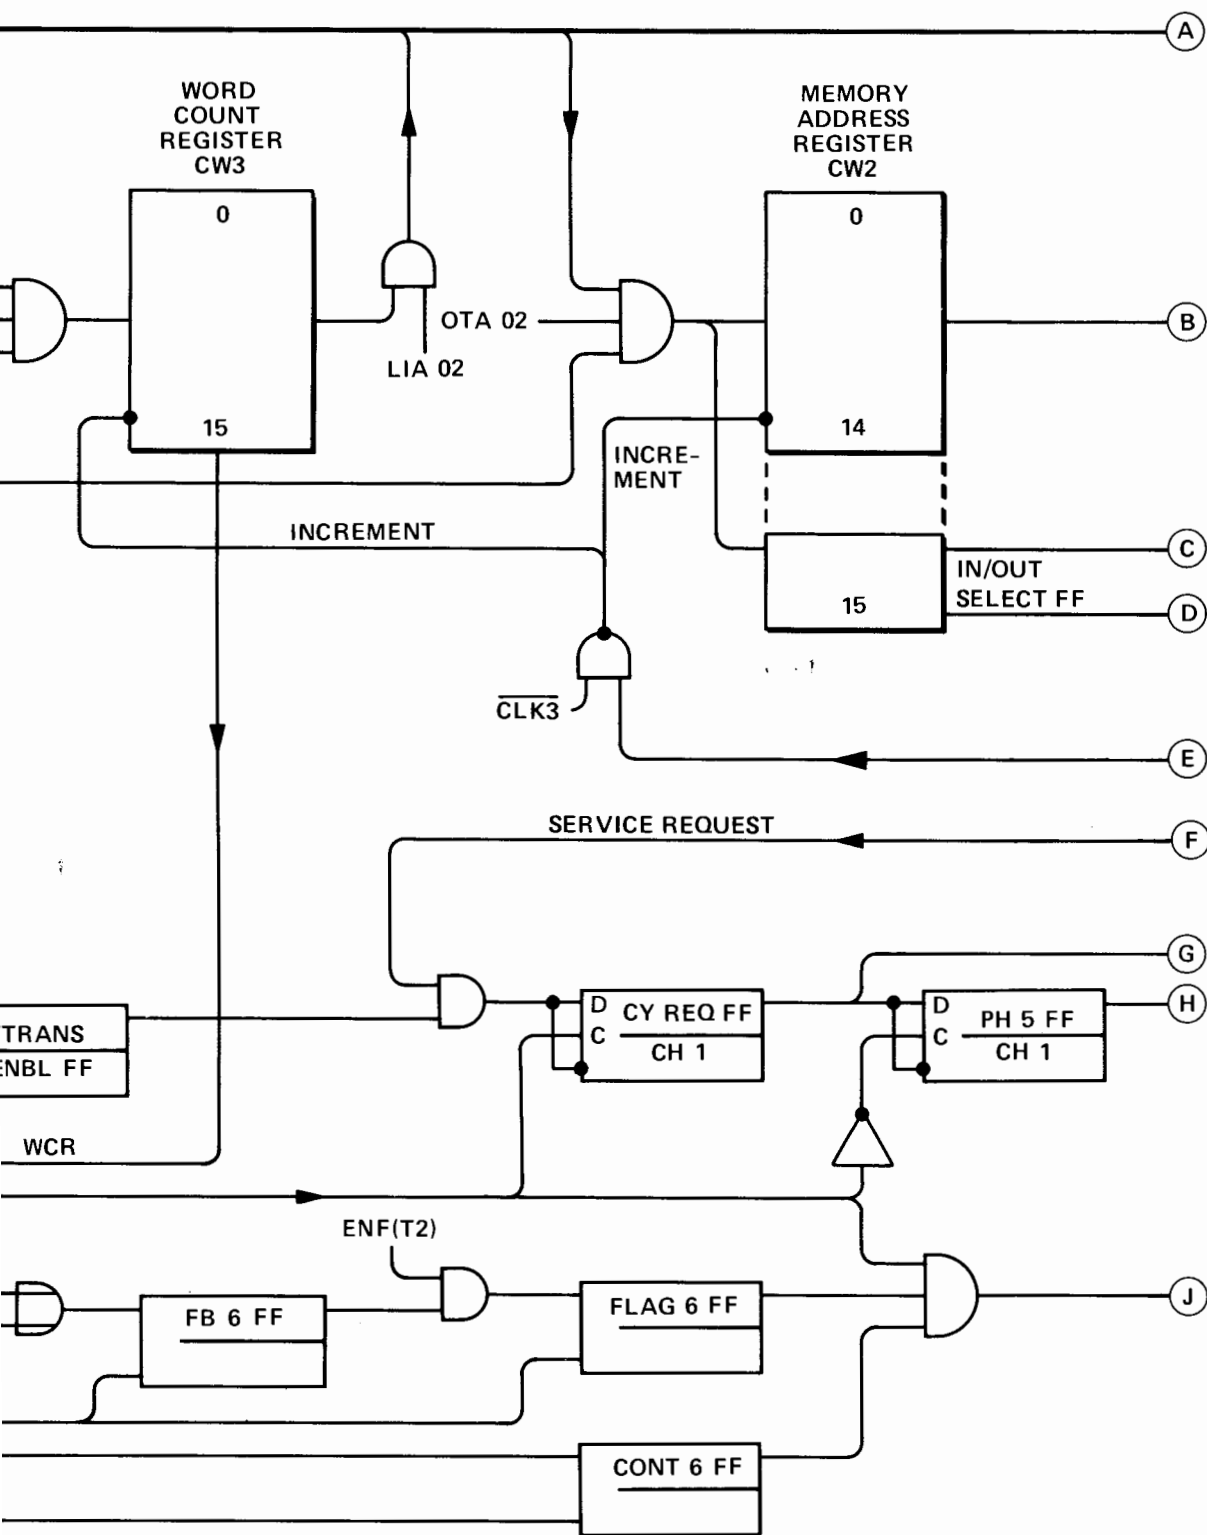 A
WORD
COUNT
REGISTER
CW3
0
15
MEMORY
ADDRESS
REGISTER
CW2
0
14
15
OTA 02
LIA 02
B
INCRE-
MENT
INCREMENT
C
IN/OUT
SELECT FF
D
CLK3
E
SERVICE REQUEST
F
G
TRANS
ENBL FF
D
C
CY REQ FF
CH 1
D
C
PH 5 FF
CH 1
H
WCR
ENF(T2)
FB 6 FF
FLAG 6 FF
J
CONT 6 FF